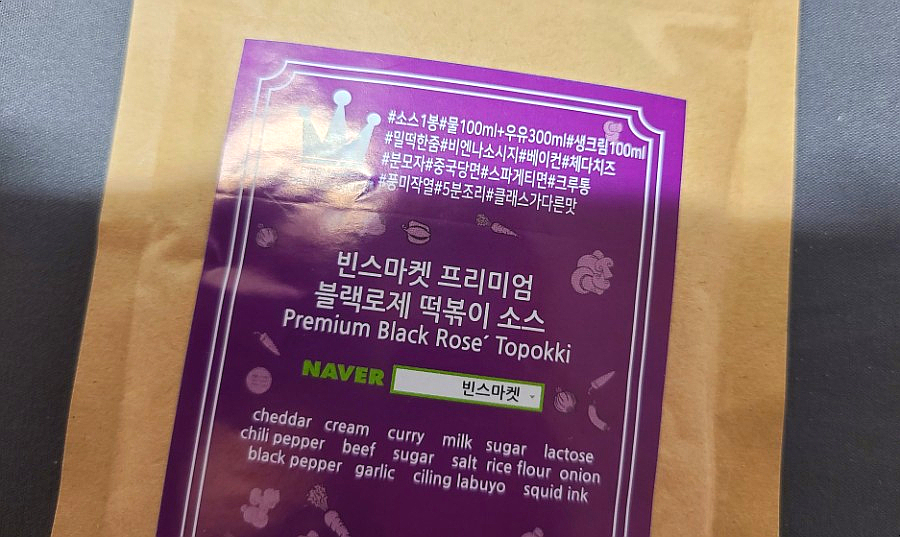 #소스1봉#물100ml+우유300ml#생크림100ml
#밀떡한줌#비엔나소시지#베이컨#체다치즈
#분모자#중국당면#스파게티면#크루통
#풍미작열#5분조리#클래스가다른맛
빈스마켓 프리미엄
블랙로제 떡볶이 소스
Premium Black Rose´ Topokki
NAVER 빈스마켓
cheddar cream curry milk sugar lactose
chili pepper beef sugar salt rice flour onion
black pepper garlic ciling labuyo squid ink